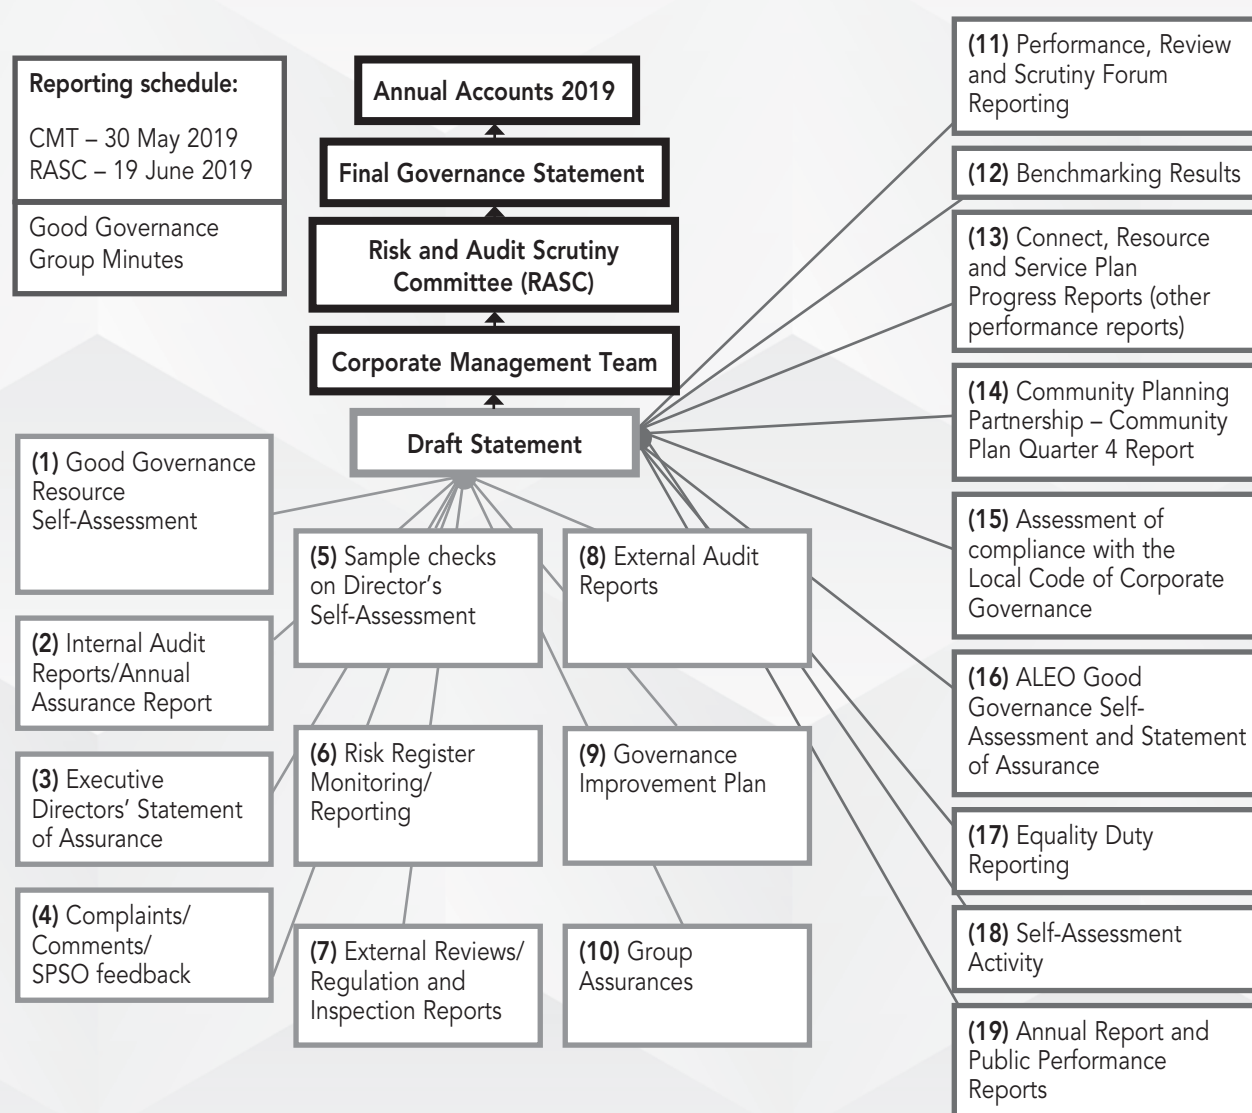 Reporting schedule:
CMT – 30 May 2019
RASC – 19 June 2019
Good Governance
Group Minutes
Annual Accounts 2019
Final Governance Statement
Risk and Audit Scrutiny
Committee (RASC)
Corporate Management Team
Draft Statement
(1) Good Governance
Resource
Self-Assessment
(2) Internal Audit
Reports/Annual
Assurance Report
(3) Executive
Directors’ Statement
of Assurance
(4) Complaints/
Comments/
SPSO feedback
(5) Sample checks
on Director’s
Self-Assessment
(6) Risk Register
Monitoring/
Reporting
(7) External Reviews/
Regulation and
Inspection Reports
(8) External Audit
Reports
(9) Governance
Improvement Plan
(10) Group
Assurances
(11) Performance, Review
and Scrutiny Forum
Reporting
(12) Benchmarking Results
(13) Connect, Resource
and Service Plan
Progress Reports (other
performance reports)
(14) Community Planning
Partnership – Community
Plan Quarter 4 Report
(15) Assessment of
compliance with the
Local Code of Corporate
Governance
(16) ALEO Good
Governance Self-
Assessment and Statement
of Assurance
(17) Equality Duty
Reporting
(18) Self-Assessment
Activity
(19) Annual Report and
Public Performance
Reports